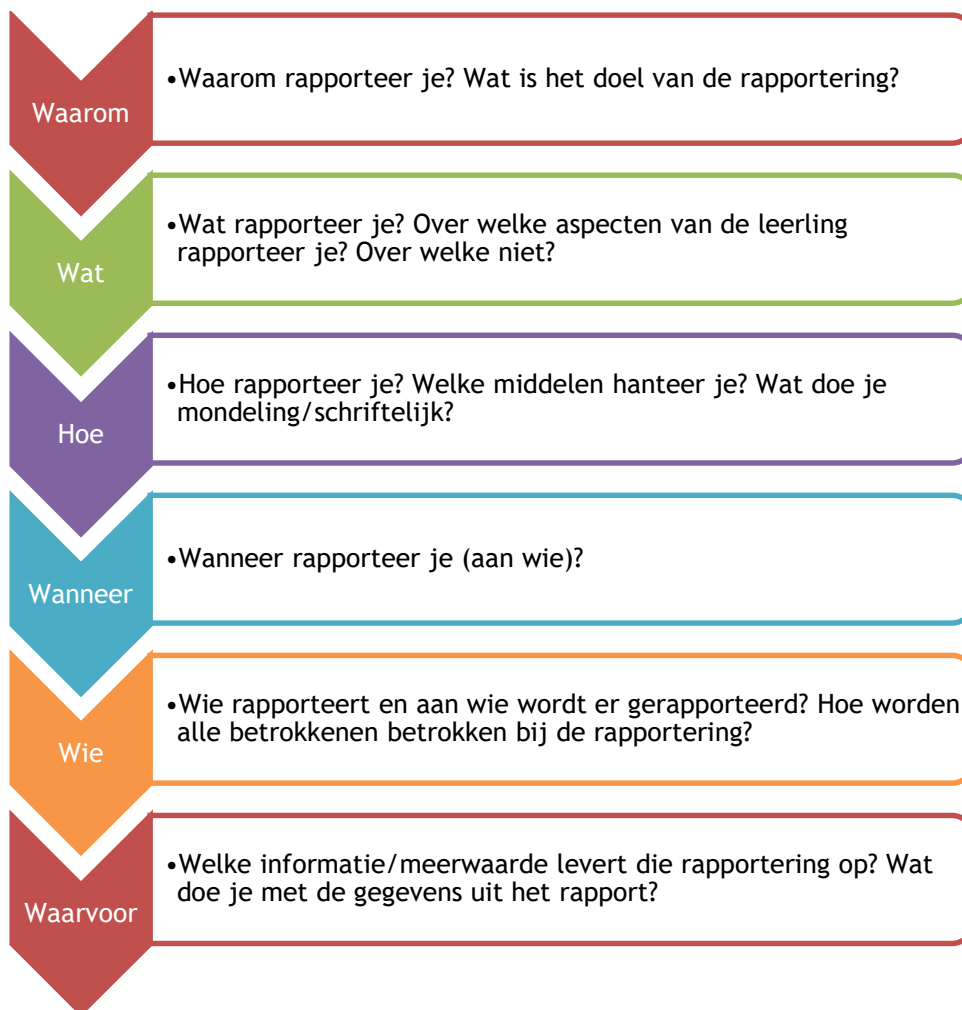 Waarom
•Waarom rapporteer je? Wat is het doel van de rapportering?
Wat
•Wat rapporteer je? Over welke aspecten van de leerling
rapporteer je? Over welke niet?
Hoe
•Hoe rapporteer je? Welke middelen hanteer je? Wat doe je
mondeling/schriftelijk?
Wanneer
•Wanneer rapporteer je (aan wie)?
Wie
•Wie rapporteert en aan wie wordt er gerapporteerd? Hoe worden
alle betrokkenen betrokken bij de rapportering?
Waarvoor
•Welke informatie/meerwaarde levert die rapportering op? Wat
doe je met de gegevens uit het rapport?